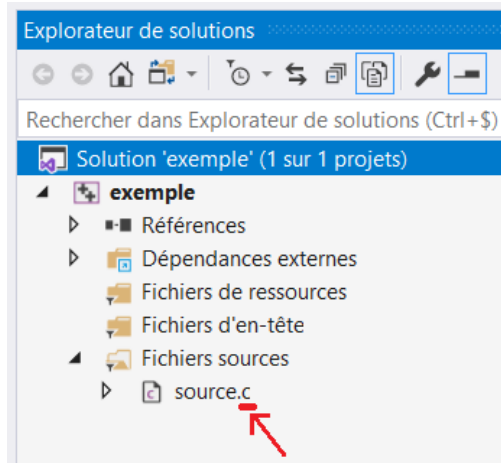 Explorateur de solutions
Rechercher dans Explorateur de solutions (Ctrl+$)
Solution 'exemple' (1 sur 1 projets)
exemple
Références
Dépendances externes
Fichiers de ressources
Fichiers d'en-tête
Fichiers sources
source.c